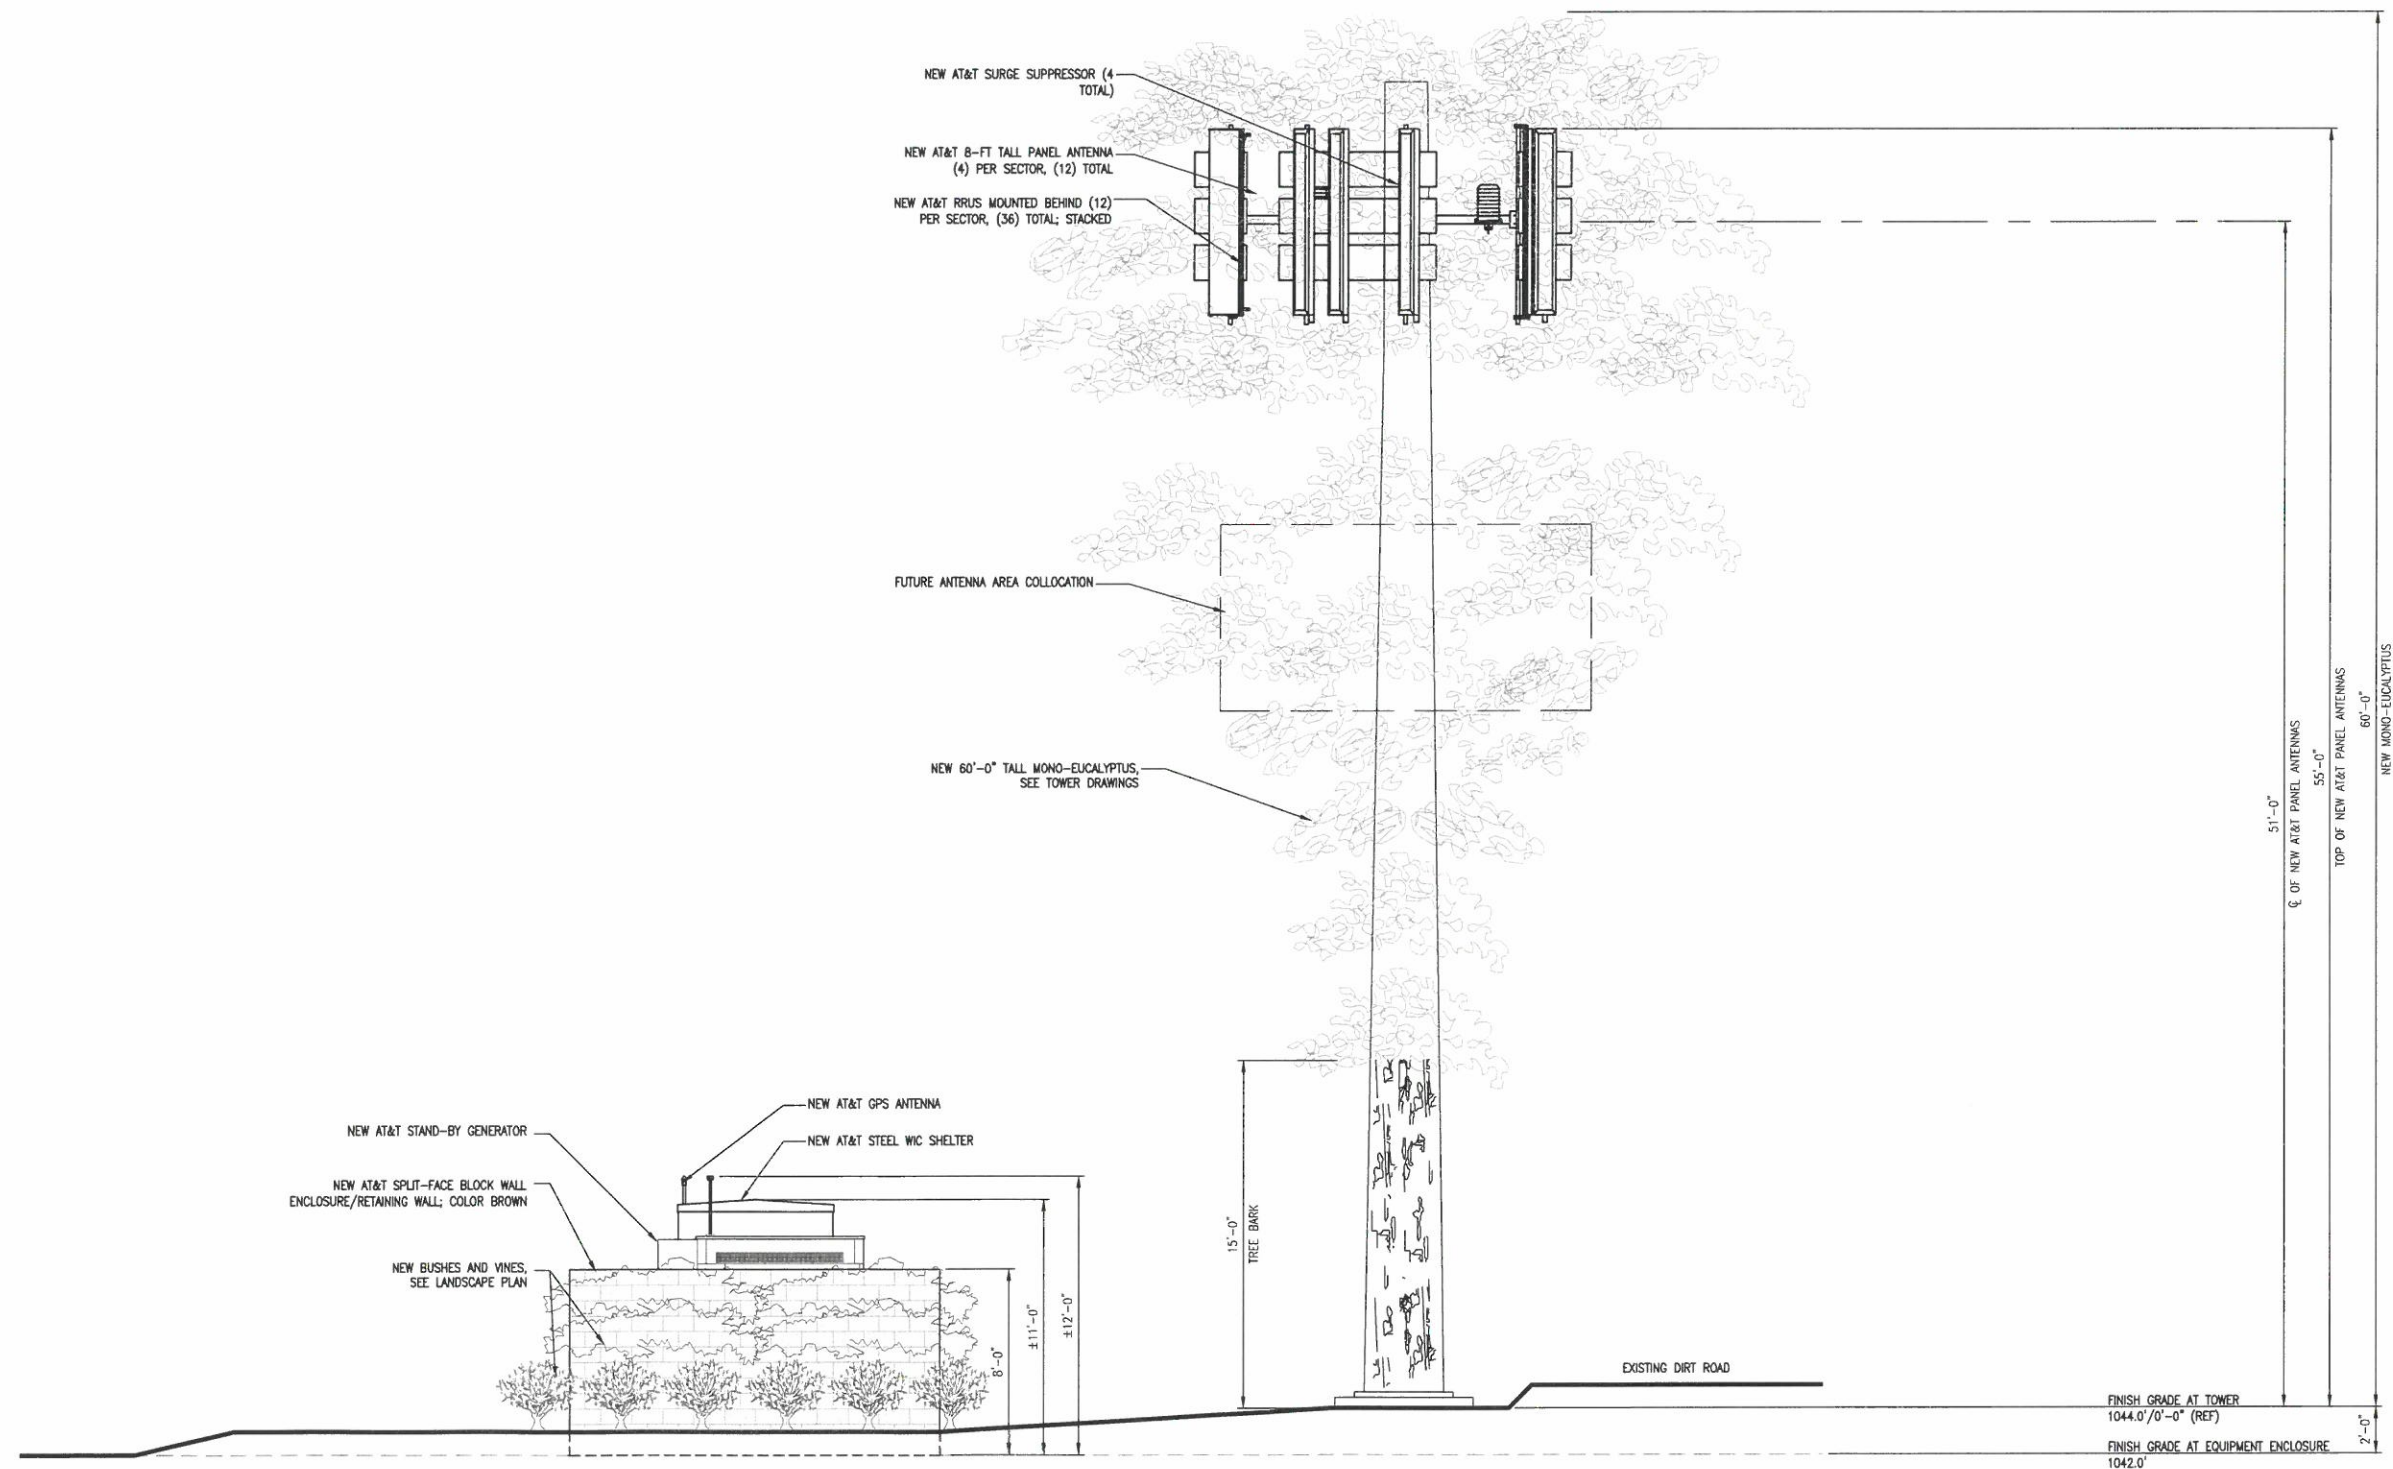 NEW AT&T SURGE SUPPRESSOR (4
TOTAL)
NEW AT&T 8-FT TALL PANEL ANTENNA
(4) PER SECTOR, (12) TOTAL
NEW AT&T RRUS MOUNTED BEHIND (12)
PER SECTOR, (36) TOTAL; STACKED
FUTURE ANTENNA AREA COLLOCATION
NEW 60'-0" TALL MONO-EUCALYPTUS,
SEE TOWER DRAWINGS
51'-0"
℄ OF NEW AT&T PANEL ANTENNAS
55'-0"
TOP OF NEW AT&T PANEL ANTENNAS
60'-0"
NEW MONO-EUCALYPTUS
NEW AT&T GPS ANTENNA
NEW AT&T STAND-BY GENERATOR
NEW AT&T STEEL WIC SHELTER
NEW AT&T SPLIT-FACE BLOCK WALL
ENCLOSURE/RETAINING WALL; COLOR BROWN
NEW BUSHES AND VINES,
SEE LANDSCAPE PLAN
8'-0"
±11'-0"
±12'-0"
15'-0"
TREE BARK
EXISTING DIRT ROAD
FINISH GRADE AT TOWER
1044.0'/0'-0" (REF)
2'-0"
FINISH GRADE AT EQUIPMENT ENCLOSURE
1042.0'